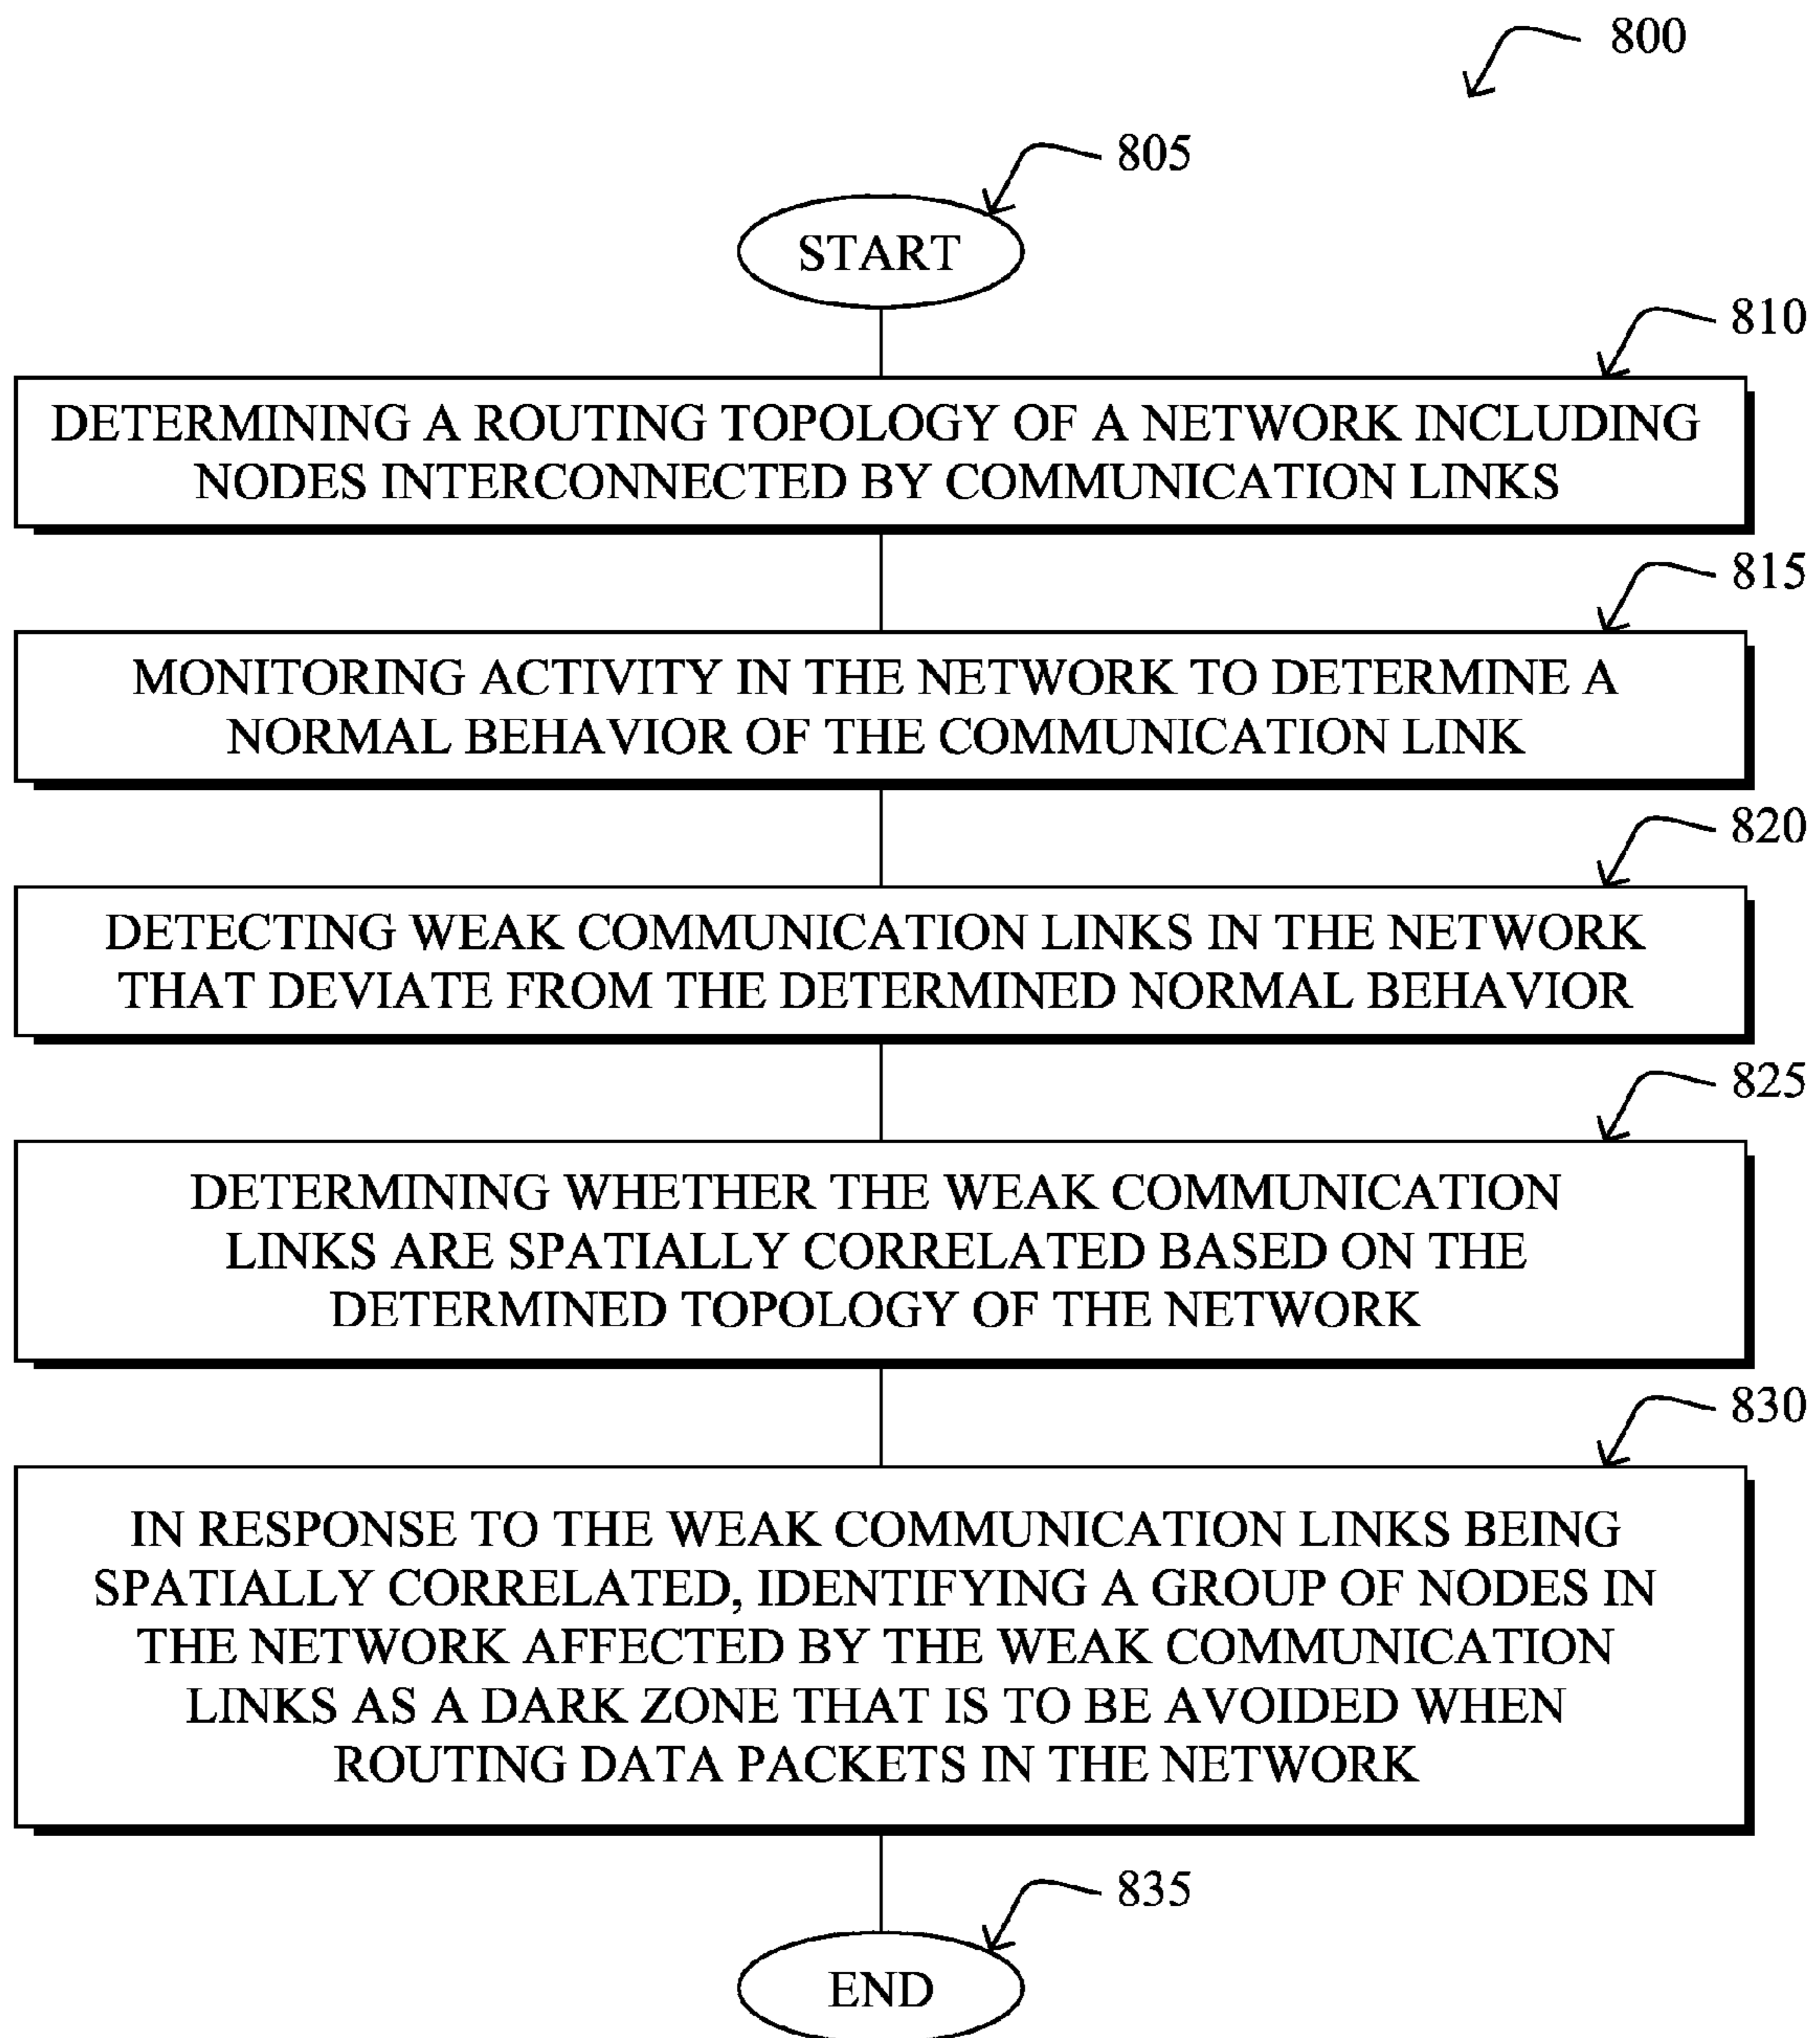 800
805
START
810
DETERMINING A ROUTING TOPOLOGY OF A NETWORK INCLUDING
NODES INTERCONNECTED BY COMMUNICATION LINKS
815
MONITORING ACTIVITY IN THE NETWORK TO DETERMINE A
NORMAL BEHAVIOR OF THE COMMUNICATION LINK
820
DETECTING WEAK COMMUNICATION LINKS IN THE NETWORK
THAT DEVIATE FROM THE DETERMINED NORMAL BEHAVIOR
825
DETERMINING WHETHER THE WEAK COMMUNICATION
LINKS ARE SPATIALLY CORRELATED BASED ON THE
DETERMINED TOPOLOGY OF THE NETWORK
830
IN RESPONSE TO THE WEAK COMMUNICATION LINKS BEING
SPATIALLY CORRELATED, IDENTIFYING A GROUP OF NODES IN
THE NETWORK AFFECTED BY THE WEAK COMMUNICATION
LINKS AS A DARK ZONE THAT IS TO BE AVOIDED WHEN
ROUTING DATA PACKETS IN THE NETWORK
835
END